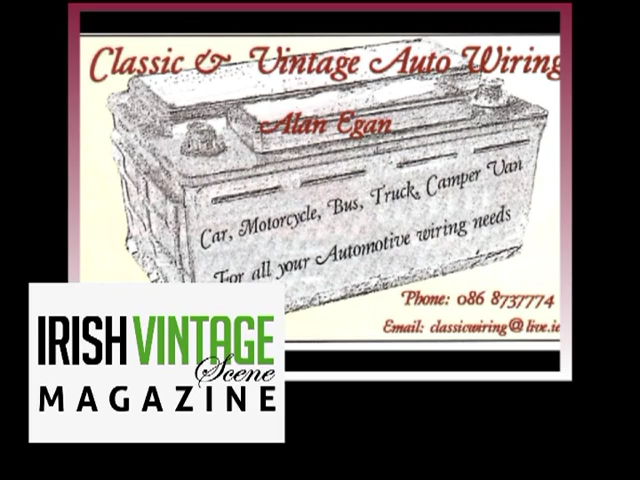 Classic & Vintage Auto Wiring
Alan Egan
Car, Motorcycle, Bus, Truck, Camper Van
For all your Automotive wiring needs
Phone: 086 8737774
Email: classicwiring@live.ie
IRISH VINTAGE
Scene
MAGAZINE